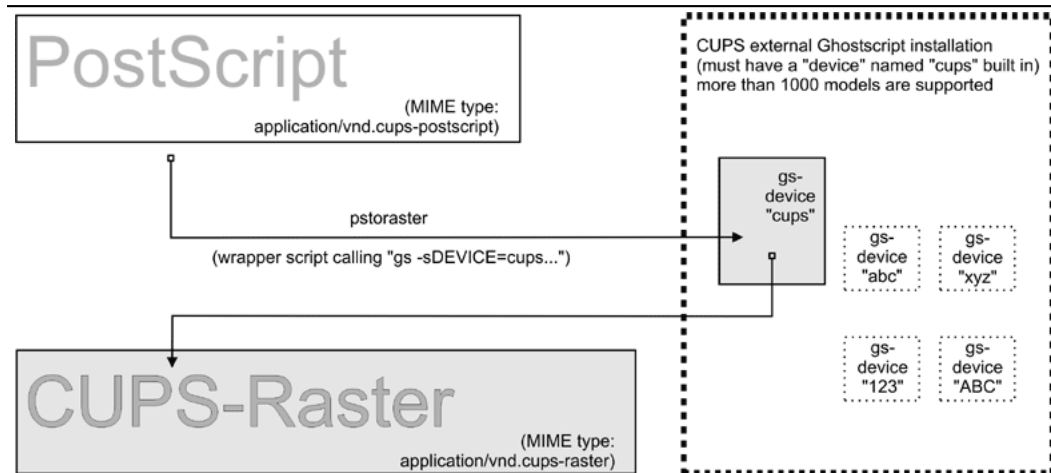 PostScript
(MIME type:
application/vnd.cups-postscript)
CUPS external Ghostscript installation
(must have a "device" named "cups" built in)
more than 1000 models are supported
gs-
device
"cups"
pstoraster
(wrapper script calling "gs -sDEVICE=cups...")
gs-
device
"abc"
gs-
device
"xyz"
gs-
device
"123"
gs-
device
"ABC"
CUPS-Raster
(MIME type:
application/vnd.cups-raster)